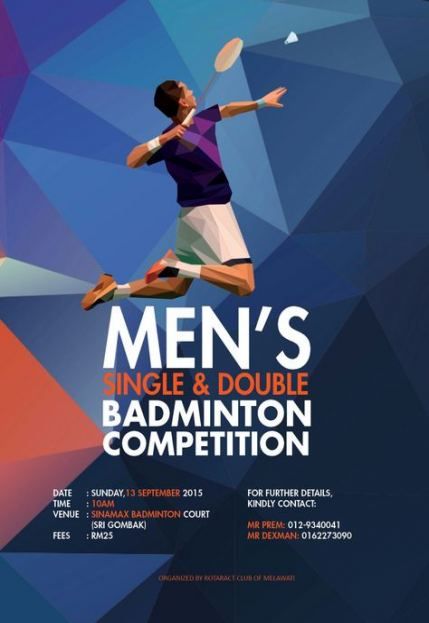 MEN'S
SINGLE & DOUBLE
BADMINTON
COMPETITION
DATE : SUNDAY,13 SEPTEMBER 2015
TIME : 10AM
VENUE : SINAMAX BADMINTON COURT
(SRI GOMBAK)
FEES : RM25
FOR FURTHER DETAILS,
KINDLY CONTACT:
MR PREM: 012-9340041
MR DEXMAN: 0162273090
ORGANIZED BY ROTARACT CLUB OF MELAWATI